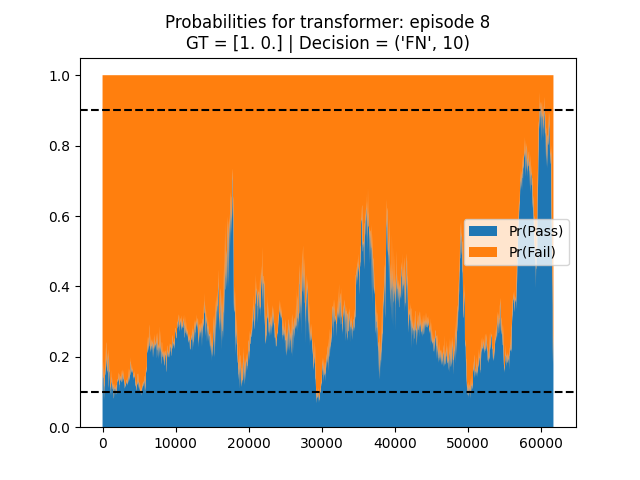 Probabilities for transformer: episode 8
GT = [1. 0.] | Decision = ('FN', 10)
1.0
0.8
0.6
0.4
0.2
0.0
Pr(Pass)
Pr(Fail)
0 10000 20000 30000 40000 50000 60000